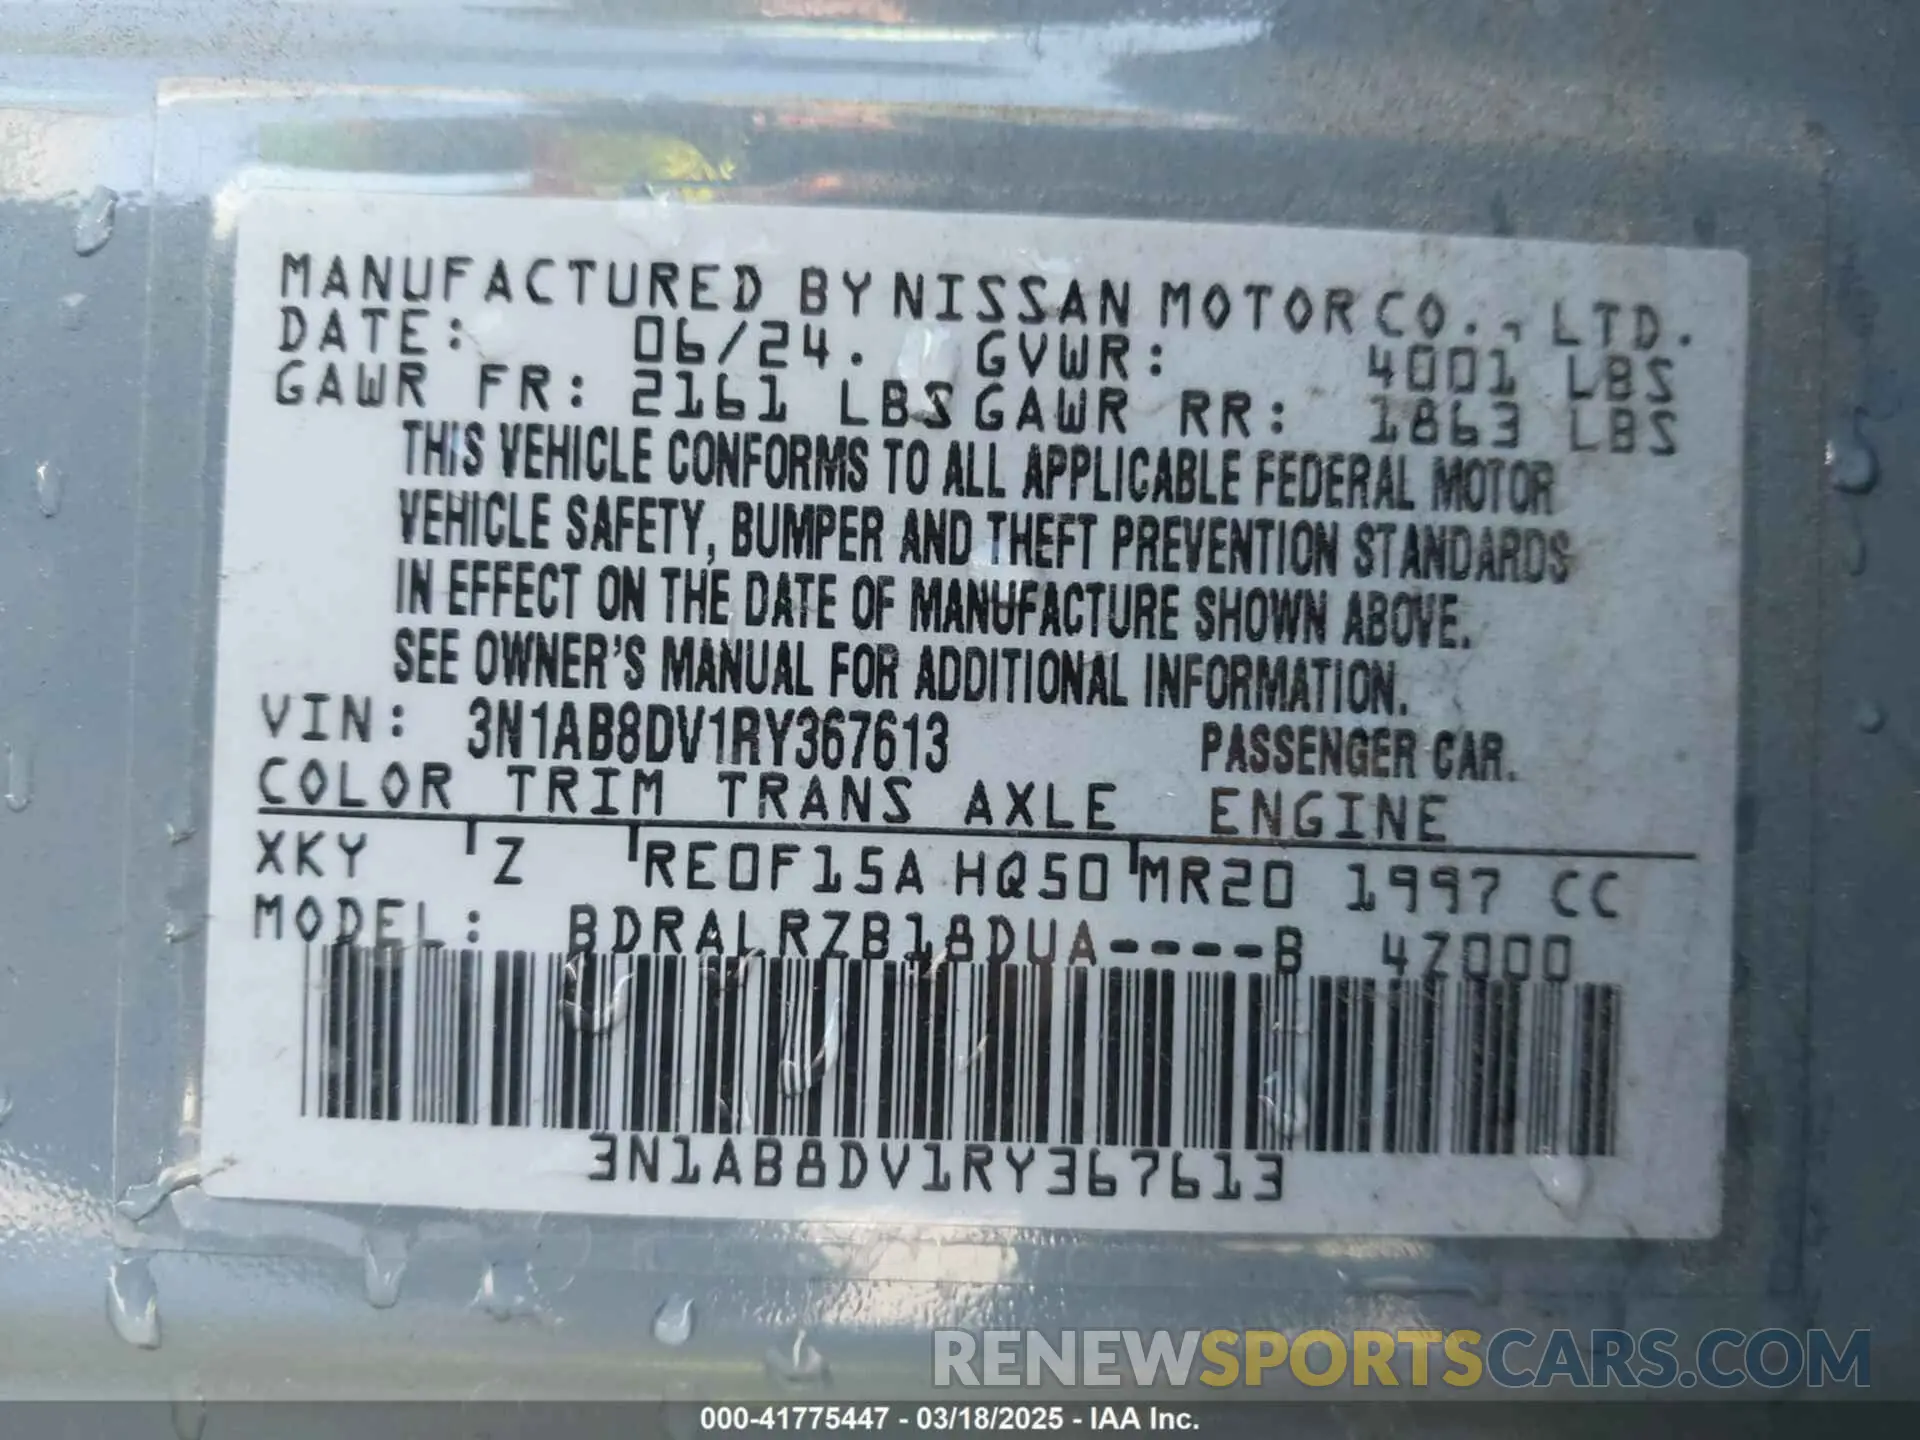 MANUFACTURED BY NISSAN MOTOR CO., LTD.
DATE: 06/24. GVWR: 4001 LBS
GAWR FR: 2161 LBS GAWR RR: 1863 LBS
THIS VEHICLE CONFORMS TO ALL APPLICABLE FEDERAL MOTOR
VEHICLE SAFETY, BUMPER AND THEFT PREVENTION STANDARDS
IN EFFECT ON THE DATE OF MANUFACTURE SHOWN ABOVE.
SEE OWNER'S MANUAL FOR ADDITIONAL INFORMATION.
VIN: 3N1AB8DV1RY367613 PASSENGER CAR.
COLOR TRIM TRANS AXLE ENGINE
XKY Z RE0F15A HQ50 MR20 1997 CC
MODEL: BDRALRZB18DUA----B 4Z000
3N1AB8DV1RY367613
RENEWSPORTSCARS.COM
000-41775447 - 03/18/2025 - IAA Inc.